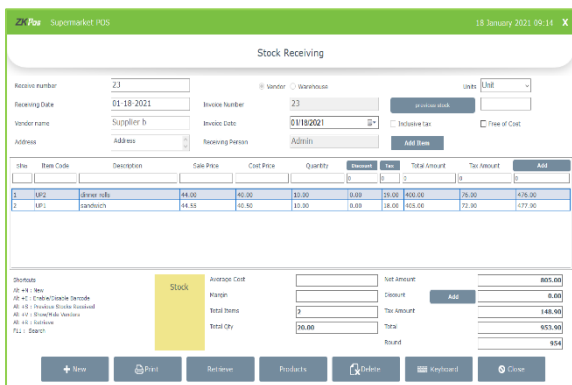 ZKPos Supermarket POS 18 January 2021 09:14 X
Stock Receiving
Receive number 23 Vendor Warehouse Units Unit
Receiving Date 01-18-2021 Invoice Number 23 previous stock
Vendor name Supplier b Invoice Date 01/18/2021 Inclusive tax Free of Cost
Address Address Receiving Person Admin Add Item
slno Item Code Description Sale Price Cost Price Quantity Discount Tax Total Amount Tax Amount Add
0 0 2 0 0
1 UP2 dinner rolls 44.00 40.00 10.00 0.00 19.00 400.00 76.00 476.00
2 UP1 sandwich 44.55 40.50 10.00 0.00 18.00 405.00 72.90 477.90
Shortcuts
Alt +N : New
Alt +E : Enable/Disable Barcode
Alt +S : Previous Stocks Received
Alt +V : Show/Hide Vendors
Alt +R : Retrieve
F11 : Search
Stock
Average Cost Net Amount 805.00
Margin Discount Add 0.00
Total Items 2 Tax Amount 148.90
Total Qty 20.00 Total 953.90
Round 954
New Print Retrieve Products Delete Keyboard Close